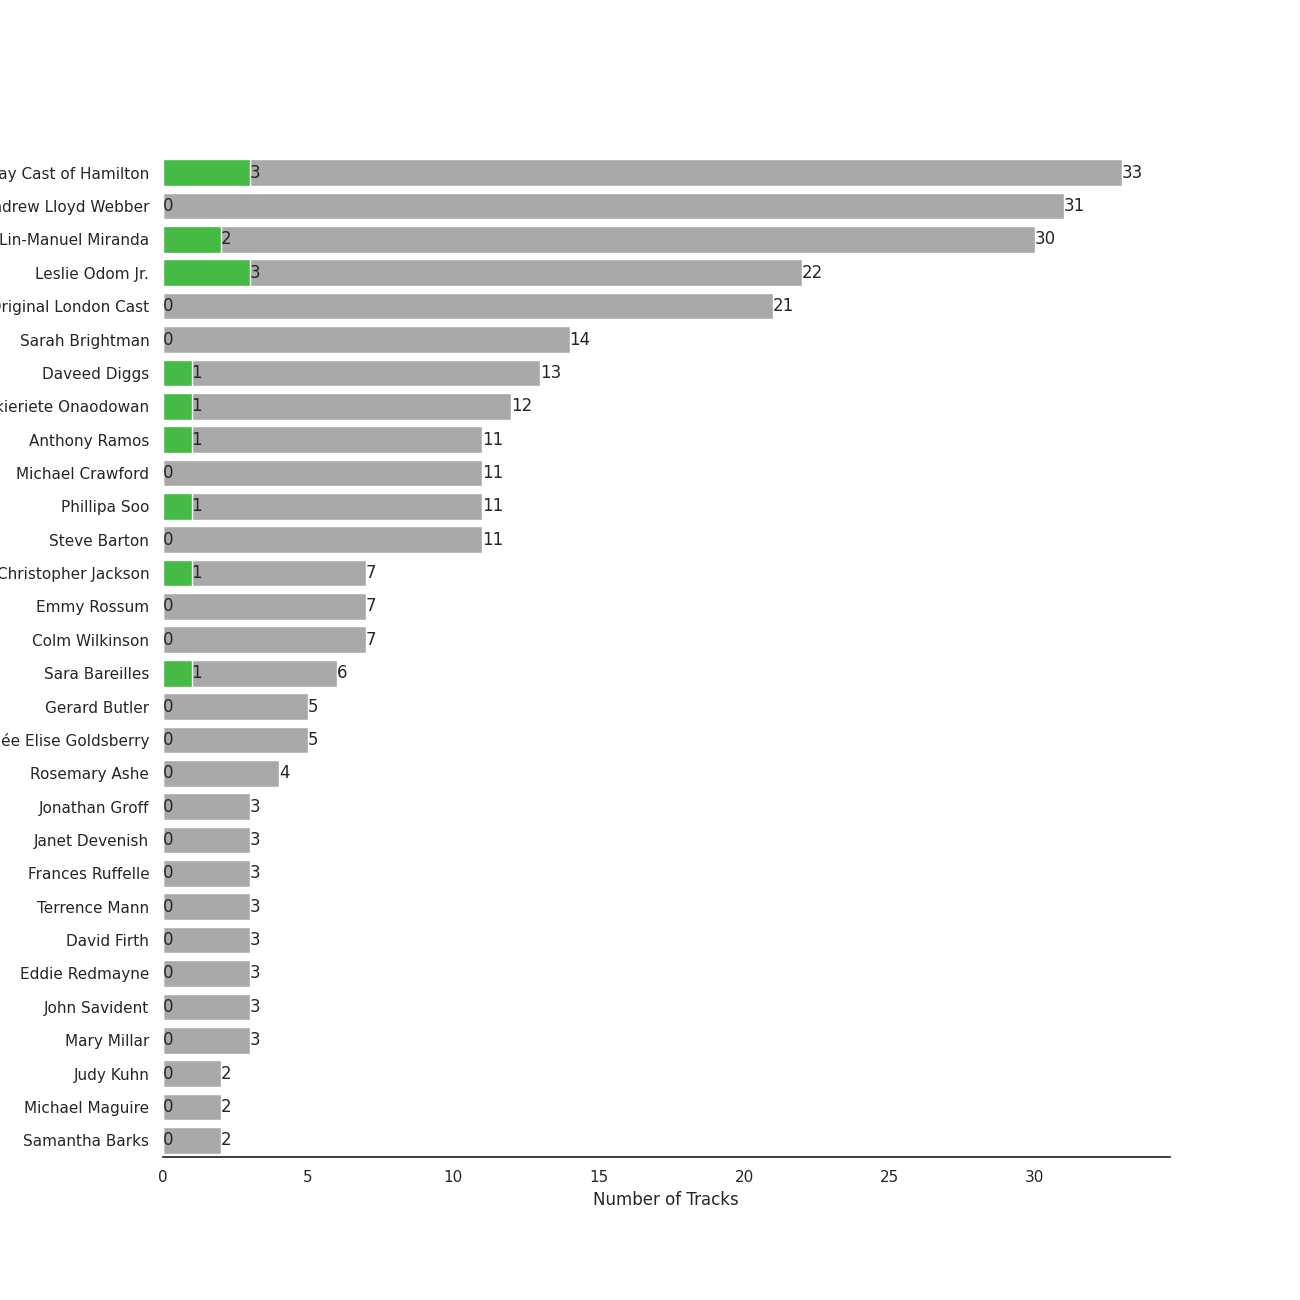 ay Cast of Hamilton 3 33
drew Lloyd Webber 0 31
Lin-Manuel Miranda 2 30
Leslie Odom Jr. 3 22
riginal London Cast 0 21
Sarah Brightman 0 14
Daveed Diggs 1 13
kieriete Onaodowan 1 12
Anthony Ramos 1 11
Michael Crawford 0 11
Phillipa Soo 1 11
Steve Barton 0 11
Christopher Jackson 1 7
Emmy Rossum 0 7
Colm Wilkinson 0 7
Sara Bareilles 1 6
Gerard Butler 0 5
ée Elise Goldsberry 0 5
Rosemary Ashe 0 4
Jonathan Groff 0 3
Janet Devenish 0 3
Frances Ruffelle 0 3
Terrence Mann 0 3
David Firth 0 3
Eddie Redmayne 0 3
John Savident 0 3
Mary Millar 0 3
Judy Kuhn 0 2
Michael Maguire 0 2
Samantha Barks 0 2
0 5 10 15 20 25 30
Number of Tracks